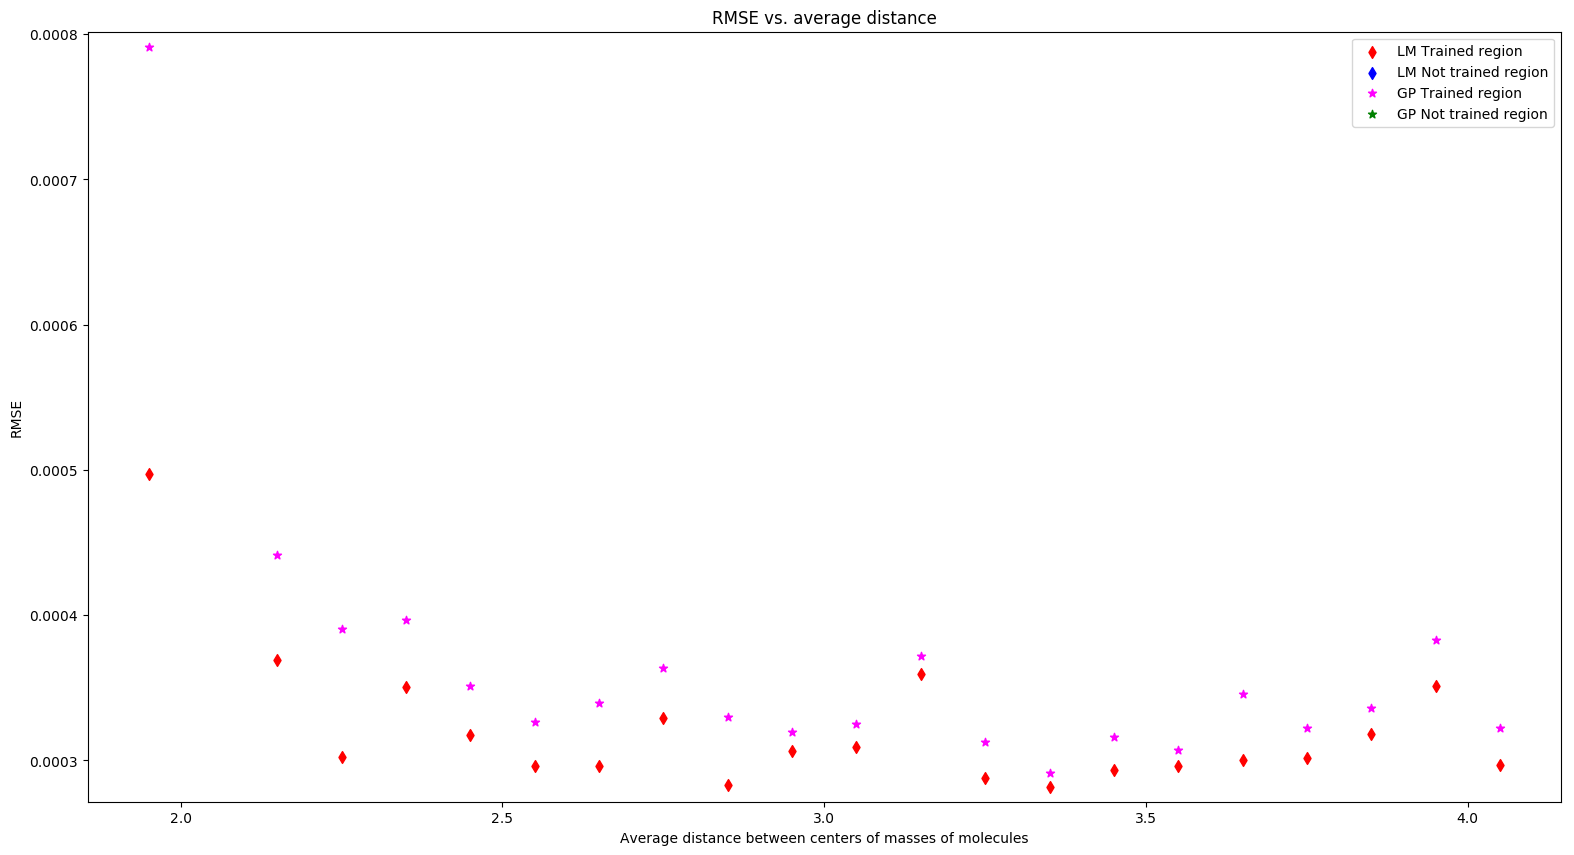 RMSE vs. average distance
LM Trained region
LM Not trained region
GP Trained region
GP Not trained region
0.0008
0.0007
0.0006
0.0005
0.0004
0.0003
RMSE
2.0 2.5 3.0 3.5 4.0
Average distance between centers of masses of molecules